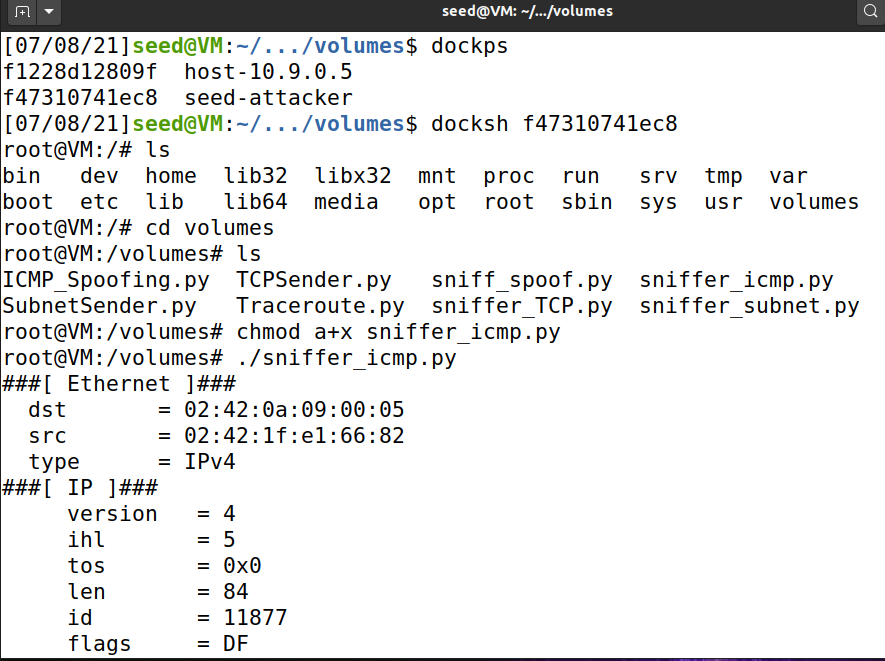 seed@VM: ~/.../volumes
[07/08/21]seed@VM:~/.../volumes$ dockps
f1228d12809f  host-10.9.0.5
f47310741ec8  seed-attacker
[07/08/21]seed@VM:~/.../volumes$ docksh f47310741ec8
root@VM:/# ls
bin   dev  home  lib32  libx32  mnt  proc  run   srv  tmp  var
boot  etc  lib   lib64  media   opt  root  sbin  sys  usr  volumes
root@VM:/# cd volumes
root@VM:/volumes# ls
ICMP_Spoofing.py  TCPSender.py   sniff_spoof.py  sniffer_icmp.py
SubnetSender.py   Traceroute.py  sniffer_TCP.py  sniffer_subnet.py
root@VM:/volumes# chmod a+x sniffer_icmp.py
root@VM:/volumes# ./sniffer_icmp.py
###[ Ethernet ]###
  dst       = 02:42:0a:09:00:05
  src       = 02:42:1f:e1:66:82
  type      = IPv4
###[ IP ]###
     version   = 4
     ihl       = 5
     tos       = 0x0
     len       = 84
     id        = 11877
     flags     = DF